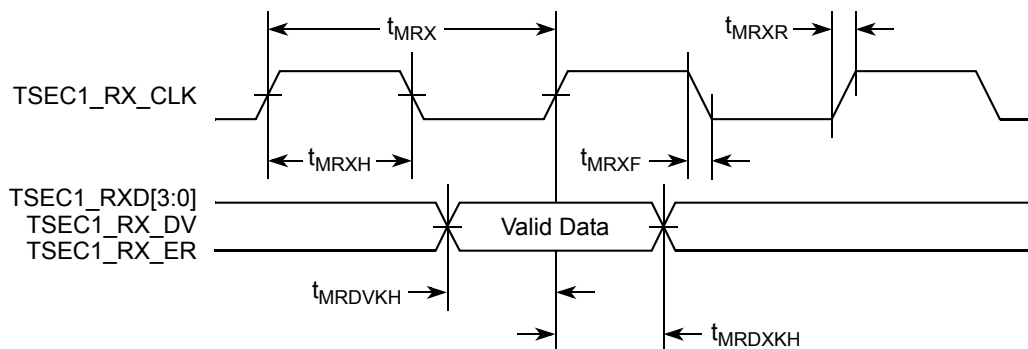 tMRX
tMRXR
TSEC1_RX_CLK
tMRXH
tMRXF
TSEC1_RXD[3:0]
TSEC1_RX_DV
Valid Data
TSEC1_RX_ER
tMRDVKH
tMRDXKH